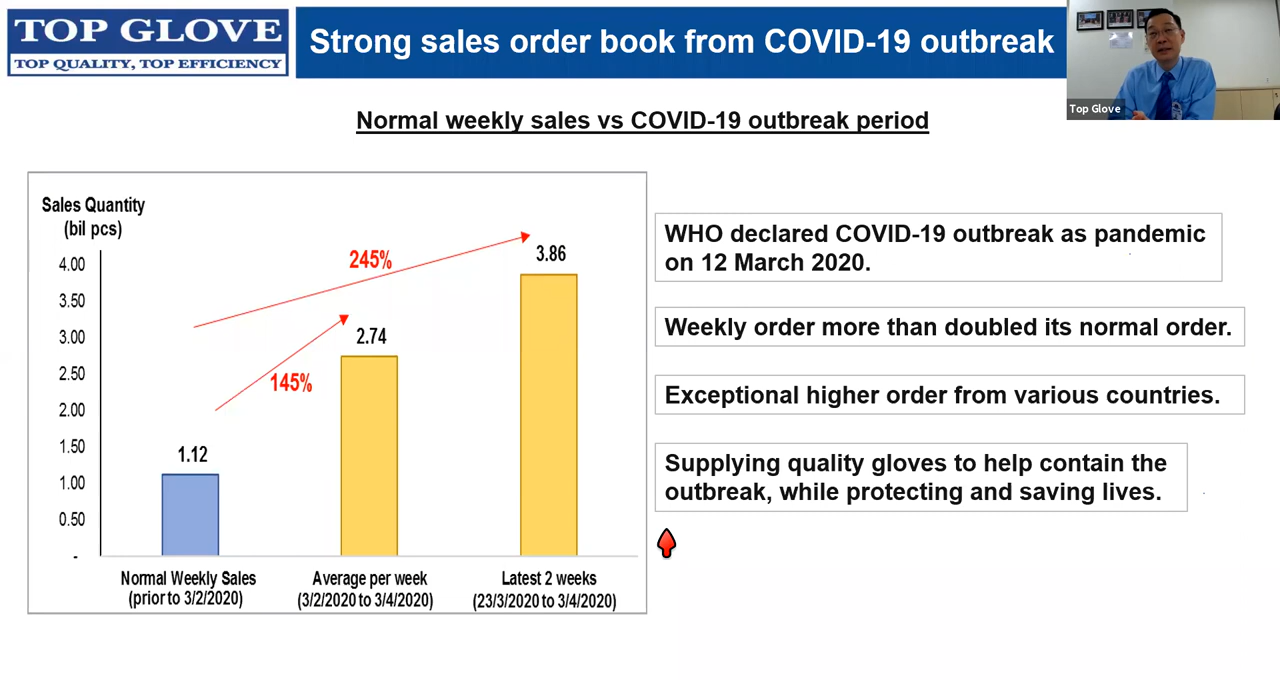 TOP GLOVE
TOP QUALITY, TOP EFFICIENCY
Strong sales order book from COVID-19 outbreak
Top Glove
Normal weekly sales vs COVID-19 outbreak period
Sales Quantity
(bil pcs)
4.00
3.50
3.00
2.50
2.00
1.50
1.00
0.50
-
245%
145%
1.12
2.74
3.86
Normal Weekly Sales
(prior to 3/2/2020)
Average per week
(3/2/2020 to 3/4/2020)
Latest 2 weeks
(23/3/2020 to 3/4/2020)
WHO declared COVID-19 outbreak as pandemic
on 12 March 2020.
Weekly order more than doubled its normal order.
Exceptional higher order from various countries.
Supplying quality gloves to help contain the
outbreak, while protecting and saving lives.